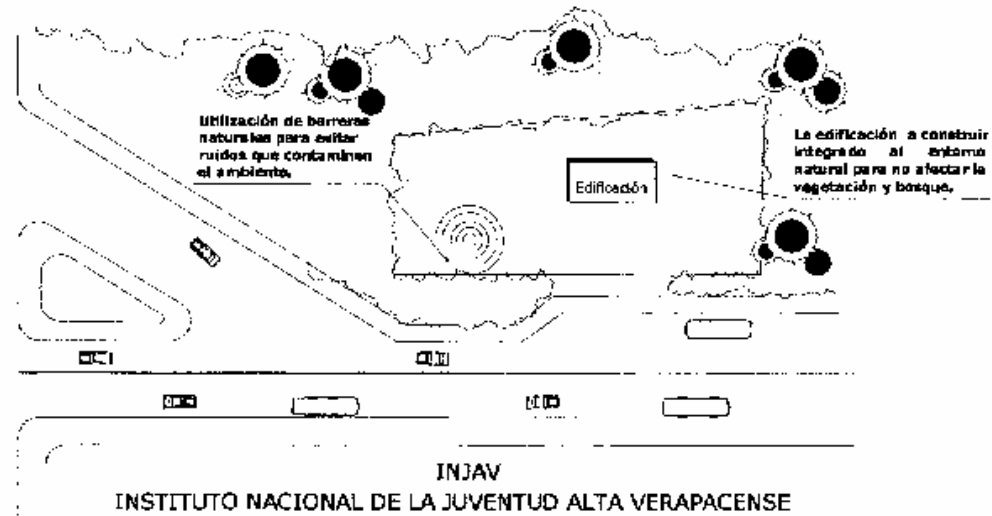 Utilización de barreras
naturales para evitar
ruidos que contaminen
el ambiente.
La edificación a construir
integrado al entorno
natural para no afectar la
vegetación y bosque.
Edificación
INJAV
INSTITUTO NACIONAL DE LA JUVENTUD ALTA VERAPACENSE